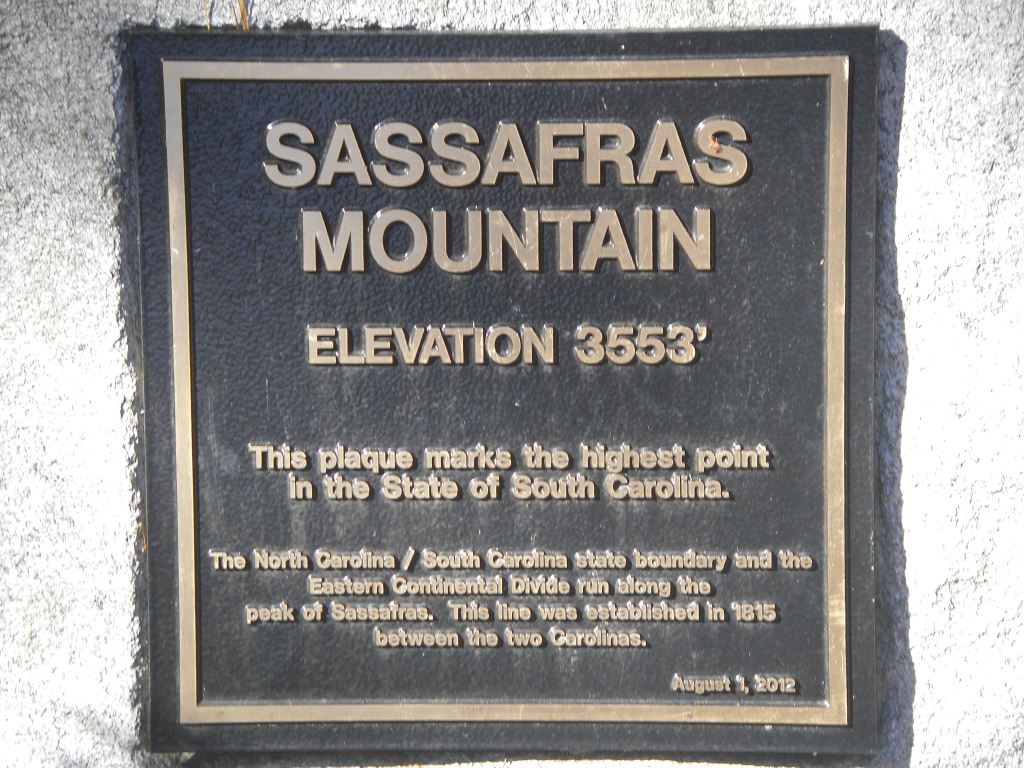 SASSAFRAS
MOUNTAIN
ELEVATION 3553'
This plaque marks the highest point
in the State of South Carolina.
The North Carolina / South Carolina state boundary and the
Eastern Continental Divide run along the
peak of Sassafras. This line was established in 1815
between the two Carolinas.
August 1, 2012